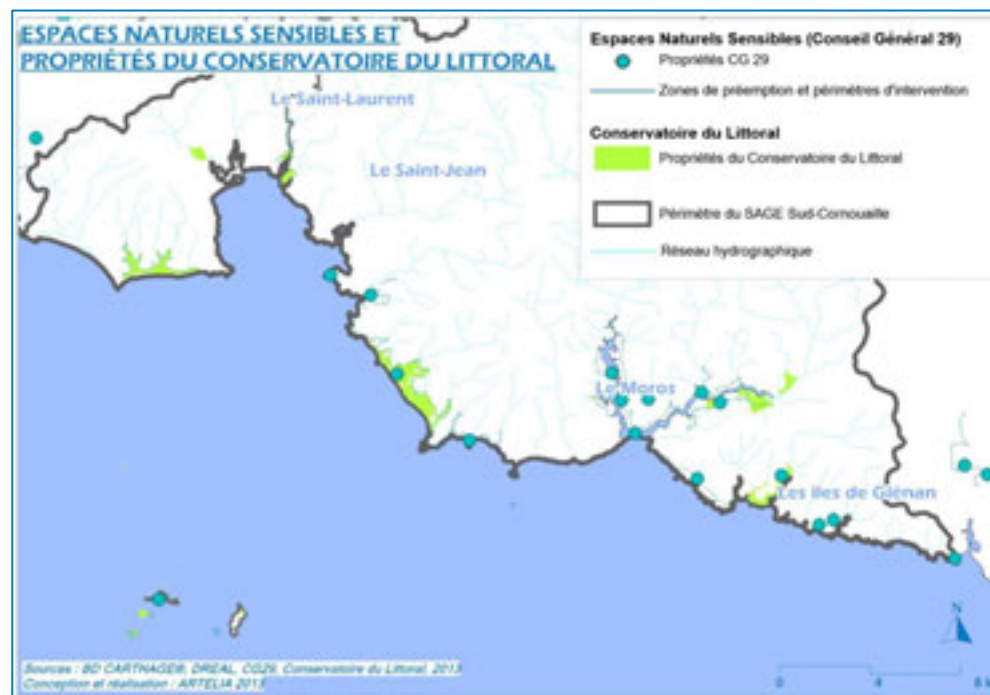 ESPACES NATURELS SENSIBLES ET
PROPRIÉTÉS DU CONSERVATOIRE DU LITTORAL
Espaces Naturels Sensibles (Conseil Général 29)
Propriétés CG 29
Zones de préemption et périmètres d'intervention
Conservatoire du Littoral
Propriétés du Conservatoire du Littoral
Périmètre du SAGE Sud-Cornouaille
Réseau hydrographique
Le Saint-Laurent
Le Saint-Jean
Le Moros
Les îles de Glénan
N
0 4 8 k
Sources : BD CARTHAGE®, DREAL, CG29, Conservatoire du Littoral, 2013
Conception et réalisation : ARTELIA 2013